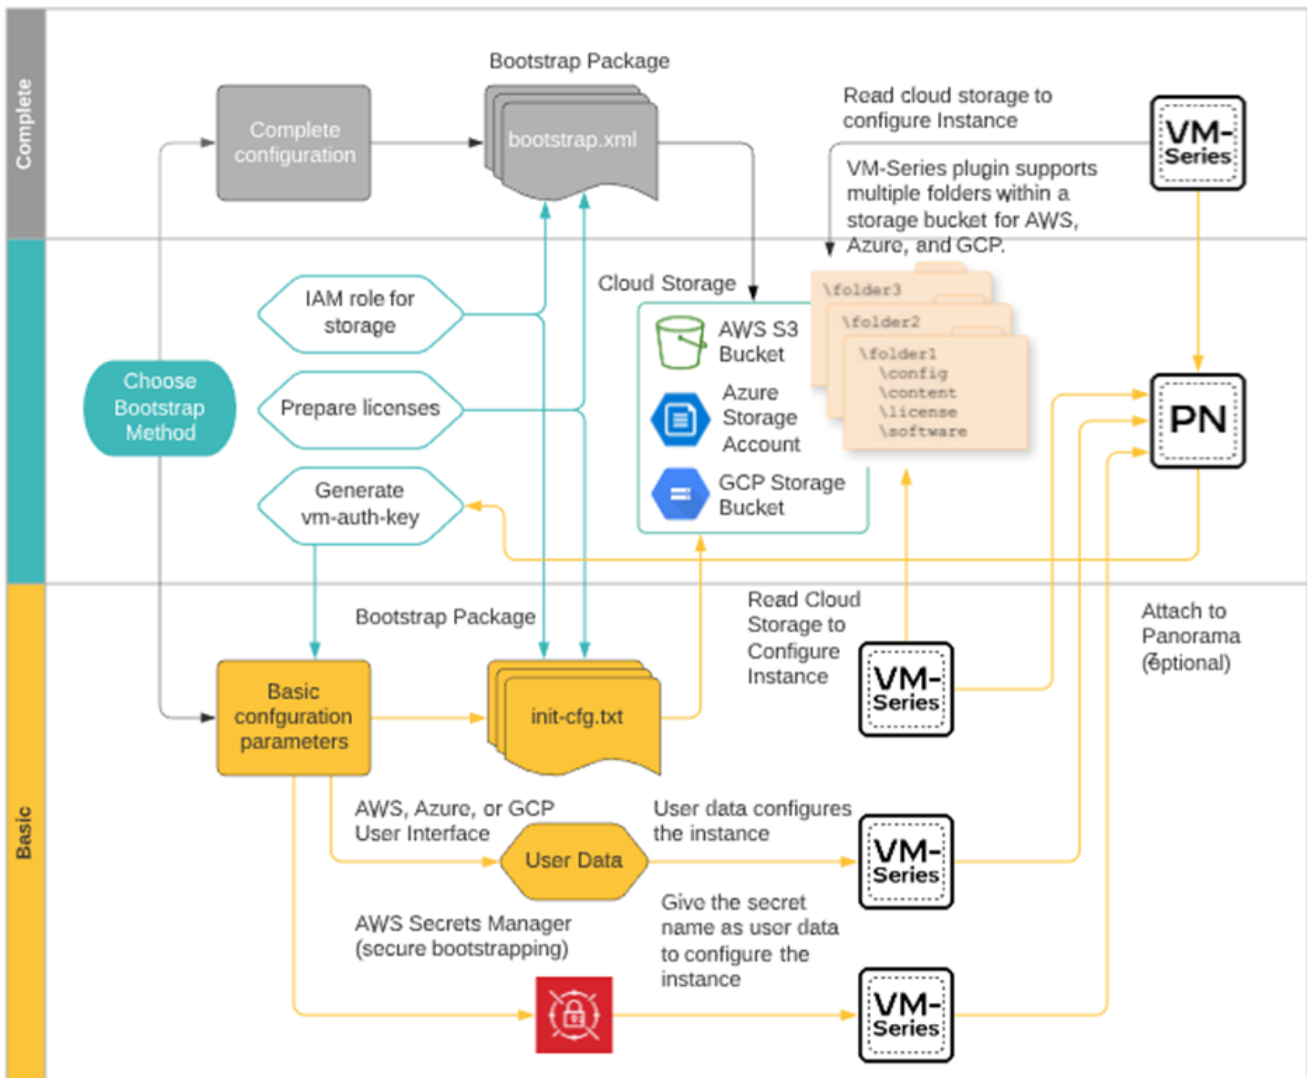 Complete
Bootstrap Package
Complete
configuration
bootstrap.xml
Read cloud storage to
configure Instance
VM-
Series
VM-Series plugin supports
multiple folders within a
storage bucket for AWS,
Azure, and GCP.
Cloud Storage
IAM role for
storage
AWS S3
Bucket
\folder3
\folder2
\folder1
\config
\content
\license
\software
Choose
Bootstrap
Method
Prepare licenses
Azure
Storage
Account
PN
Generate
vm-auth-key
GCP Storage
Bucket
Basic
Bootstrap Package
Read Cloud
Storage to
Configure
Instance
Attach to
Panorama
(optional)
Basic
confguration
parameters
init-cfg.txt
VM-
Series
AWS, Azure, or GCP
User Interface
User Data
User data configures
the instance
VM-
Series
AWS Secrets Manager
(secure bootstrapping)
Give the secret
name as user data
to configure the
instance
VM-
Series